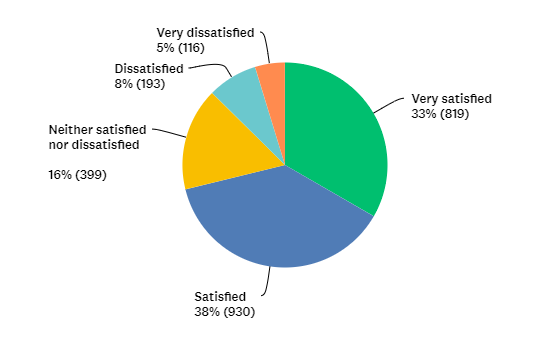 Very dissatisfied
5% (116)
Dissatisfied
8% (193)
Very satisfied
33% (819)
Neither satisfied
nor dissatisfied
16% (399)
Satisfied
38% (930)